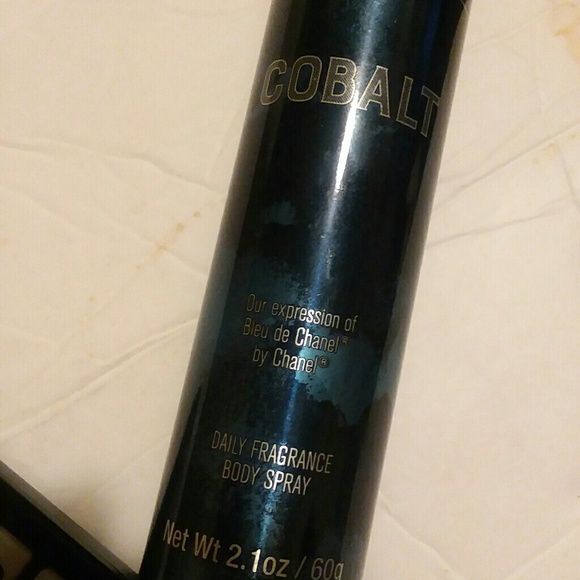 COBALT
Our expression of
Bleu de Chanel®
by Chanel®
DAILY FRAGRANCE
BODY SPRAY
Net Wt 2.1oz / 60g